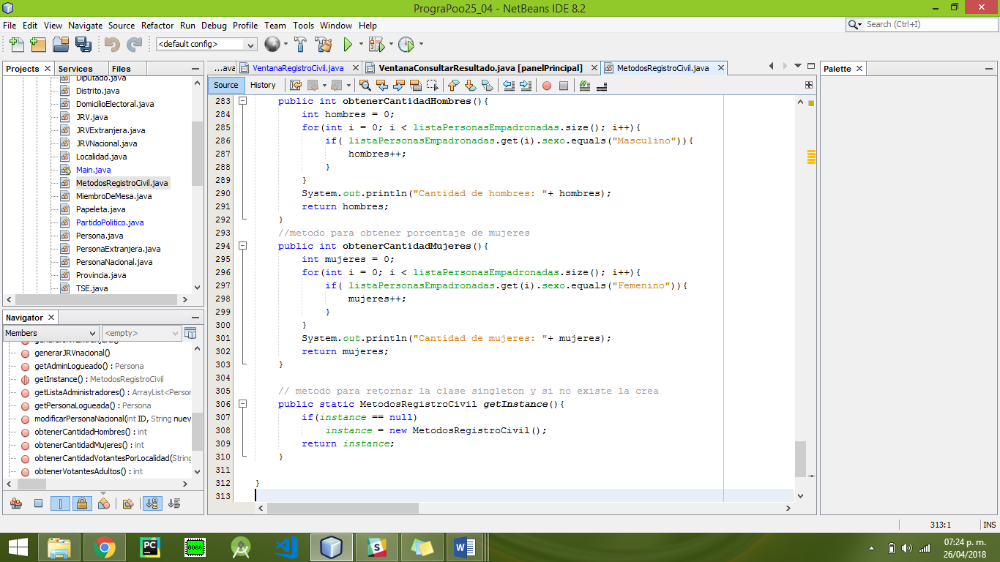 PrograPoo25_04 - NetBeans IDE 8.2
File Edit View Navigate Source Refactor Run Debug Profile Team Tools Window Help
Search (Ctrl+I)
<default config>
Projects Services Files
Diputado.java
Distrito.java
DomicilioElectoral.java
JRV.java
JRVExtranjera.java
JRVNacional.java
Localidad.java
Main.java
MetodosRegistroCivil.java
MiembroDeMesa.java
Papeleta.java
PartidoPolitico.java
Persona.java
PersonaExtranjera.java
PersonaNacional.java
Provincia.java
TSE.java
Navigator
Members <empty>
generarJRVnacional()
getAdminLogueado() : Persona
getInstance() : MetodosRegistroCivil
getListaAdministradores() : ArrayList<Person
getPersonaLogueada() : Persona
modificarPersonaNacional(int ID, String nuev
obtenerCantidadHombres() : int
obtenerCantidadMujeres() : int
obtenerCantidadVotantesPorLocalidad(String
obtenerVotantesAdultos() : int
...ava VentanaRegistroCivil.java VentanaConsultarResultado.java [panelPrincipal] MetodosRegistroCivil.java
Source History
283 public int obtenerCantidadHombres(){
284 int hombres = 0;
285 for(int i = 0; i < listaPersonasEmpadronadas.size(); i++){
286 if( listaPersonasEmpadronadas.get(i).sexo.equals("Masculino")){
287 hombres++;
288 }
289 }
290 System.out.println("Cantidad de hombres: "+ hombres);
291 return hombres;
292 }
293 //metodo para obtener porcentaje de mujeres
294 public int obtenerCantidadMujeres(){
295 int mujeres = 0;
296 for(int i = 0; i < listaPersonasEmpadronadas.size(); i++){
297 if( listaPersonasEmpadronadas.get(i).sexo.equals("Femenino")){
298 mujeres++;
299 }
300 }
301 System.out.println("Cantidad de mujeres: "+ mujeres);
302 return mujeres;
303 }
304
305 // metodo para retornar la clase singleton y si no existe la crea
306 public static MetodosRegistroCivil getInstance(){
307 if(instance == null)
308 instance = new MetodosRegistroCivil();
309 return instance;
310 }
311
312 }
313
Palette
313:1 INS
PC
8086
S
W
07:24 p. m.
26/04/2018